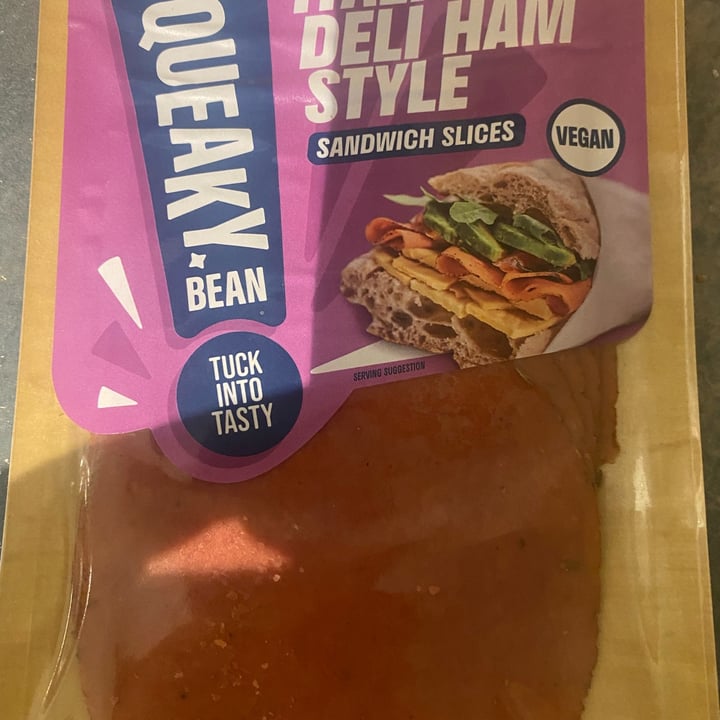 QUEAKY
BEAN
DELI HAM
STYLE
SANDWICH SLICES
VEGAN
SERVING SUGGESTION
TUCK
INTO
TASTY